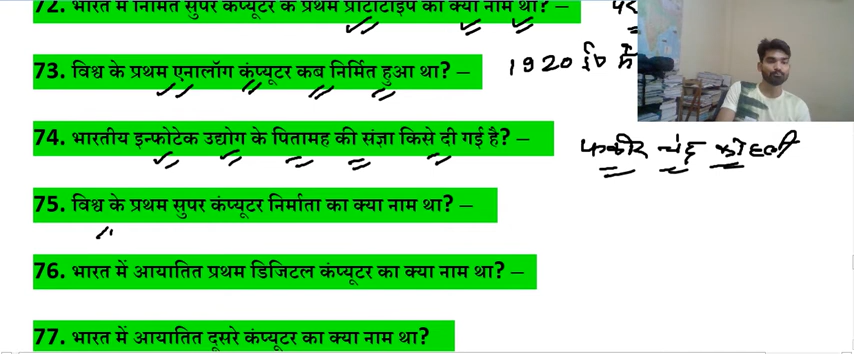 72. भारत में निर्मित सुपर कंप्यूटर के प्रथम प्रोटोटाइप का क्या नाम था? –
73. विश्व के प्रथम एनालॉग कंप्यूटर कब निर्मित हुआ था? – 1920 ई० में
74. भारतीय इन्फोटेक उद्योग के पितामह की संज्ञा किसे दी गई है? – फकीर चंद कोहली
75. विश्व के प्रथम सुपर कंप्यूटर निर्माता का क्या नाम था? –
76. भारत में आयातित प्रथम डिजिटल कंप्यूटर का क्या नाम था? –
77. भारत में आयातित दूसरे कंप्यूटर का क्या नाम था?